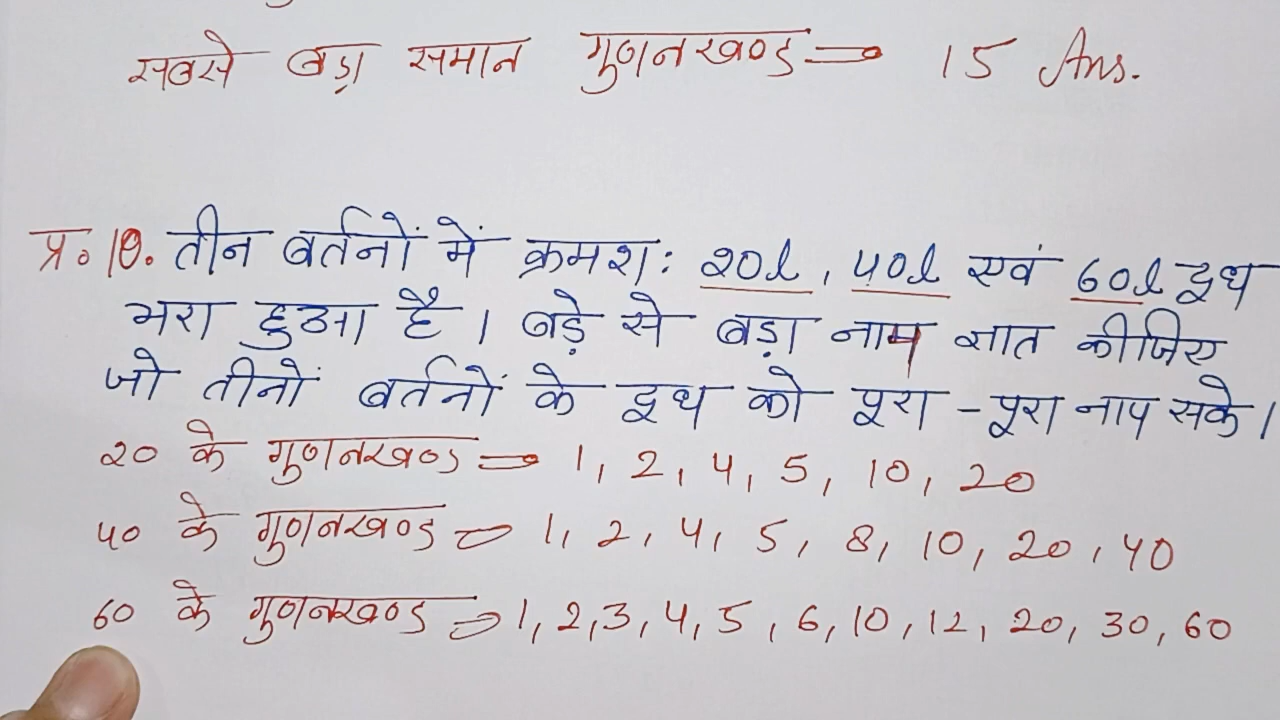 सबसे बड़ा समान गुणनखण्ड → 15 Ans.
प्र. 10. तीन बर्तनों में क्रमश: 20l, 40l एवं 60l दूध
भरा हुआ है। बड़े से बड़ा नाप ज्ञात कीजिए
जो तीनों बर्तनों के दूध को पूरा-पूरा नाप सके।
20 के गुणनखण्ड → 1, 2, 4, 5, 10, 20
40 के गुणनखण्ड → 1, 2, 4, 5, 8, 10, 20, 40
60 के गुणनखण्ड → 1, 2, 3, 4, 5, 6, 10, 12, 20, 30, 60